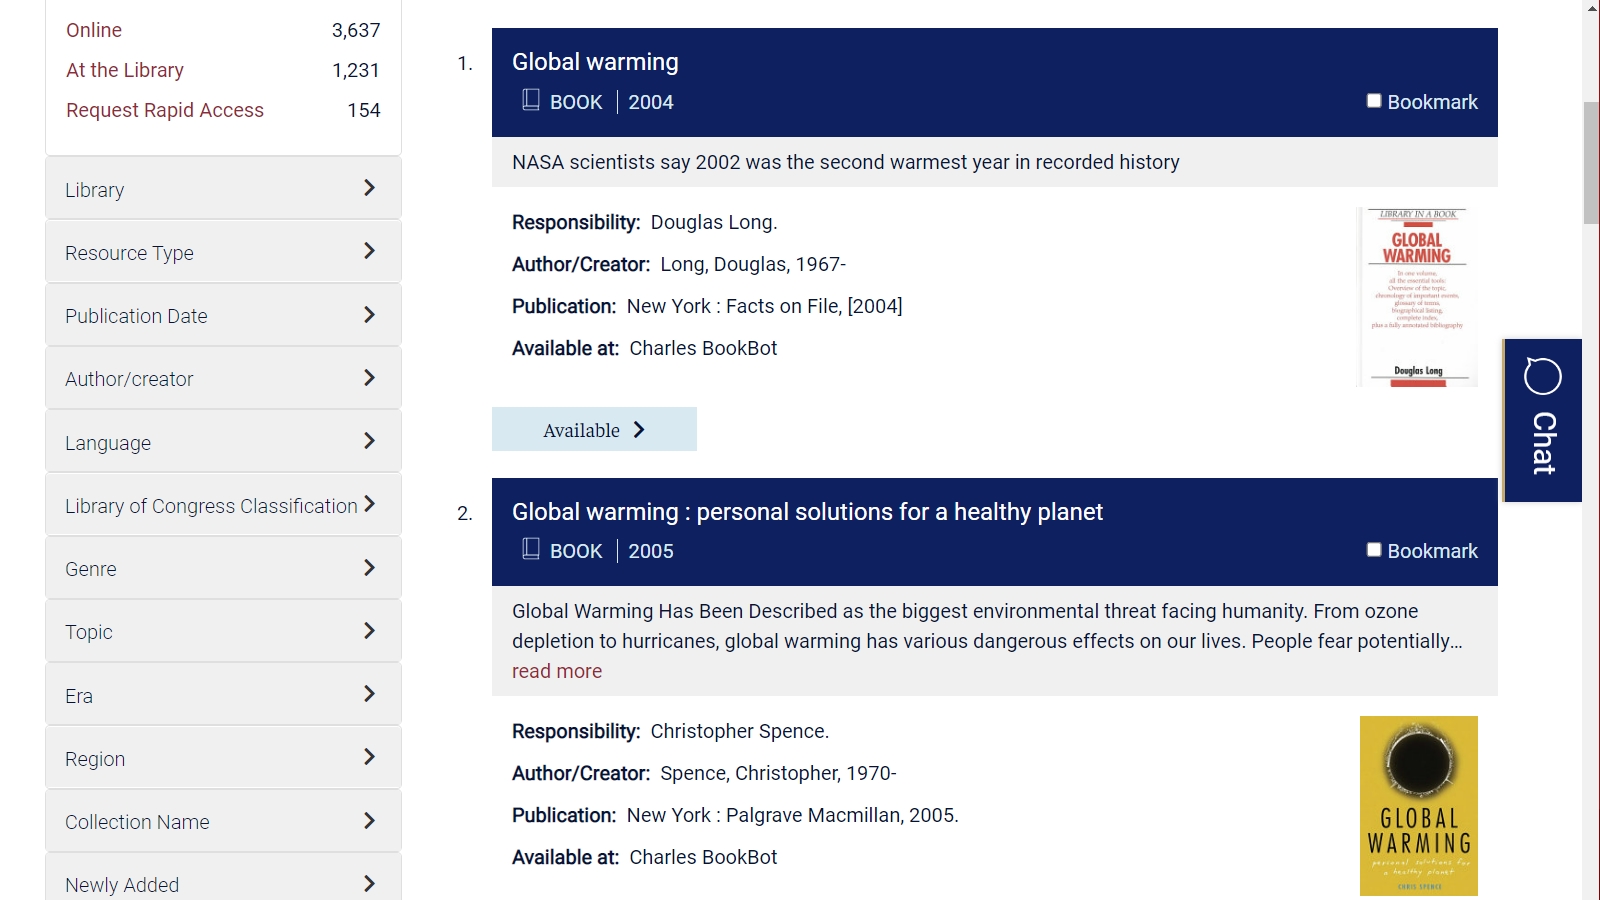 Online 3,637
At the Library 1,231
Request Rapid Access 154
Library
Resource Type
Publication Date
Author/creator
Language
Library of Congress Classification
Genre
Topic
Era
Region
Collection Name
Newly Added
1.
Global warming
BOOK 2004
Bookmark
NASA scientists say 2002 was the second warmest year in recorded history
Responsibility: Douglas Long.
Author/Creator: Long, Douglas, 1967-
Publication: New York : Facts on File, [2004]
Available at: Charles BookBot
LIBRARY IN A BOOK
GLOBAL
WARMING
In one volume,
all the essential tools:
Overview of the topic,
chronology of important events,
glossary of terms,
biographical listing,
complete index,
plus a fully annotated bibliography
Douglas Long
Available
2.
Global warming : personal solutions for a healthy planet
BOOK 2005
Bookmark
Global Warming Has Been Described as the biggest environmental threat facing humanity. From ozone
depletion to hurricanes, global warming has various dangerous effects on our lives. People fear potentially...
read more
Responsibility: Christopher Spence.
Author/Creator: Spence, Christopher, 1970-
Publication: New York : Palgrave Macmillan, 2005.
Available at: Charles BookBot
GLOBAL
WARMING
personal solutions for
a healthy planet
CHRIS SPENCE
Chat